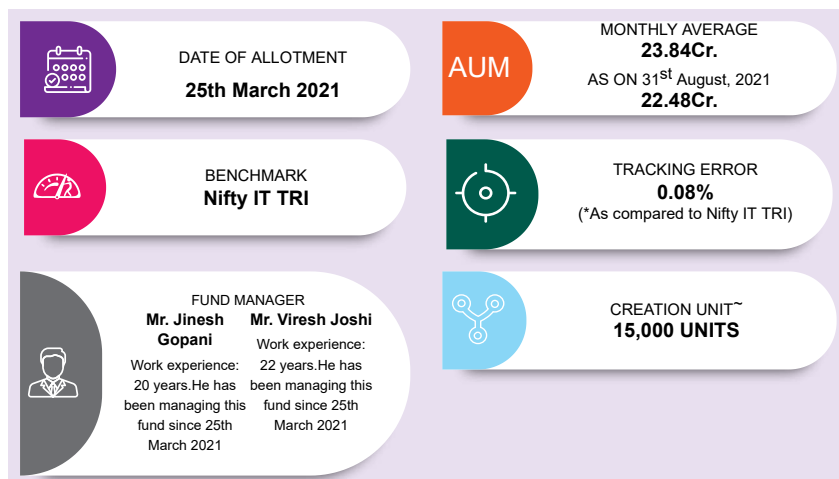 DATE OF ALLOTMENT
25th March 2021
AUM
MONTHLY AVERAGE
23.84Cr.
AS ON 31st August, 2021
22.48Cr.
BENCHMARK
Nifty IT TRI
TRACKING ERROR
0.08%
(*As compared to Nifty IT TRI)
FUND MANAGER
Mr. Jinesh
Gopani
Work experience:
20 years.He has
been managing this
fund since 25th
March 2021
Mr. Viresh Joshi
Work experience:
22 years.He has
been managing this
fund since 25th
March 2021
CREATION UNIT~
15,000 UNITS